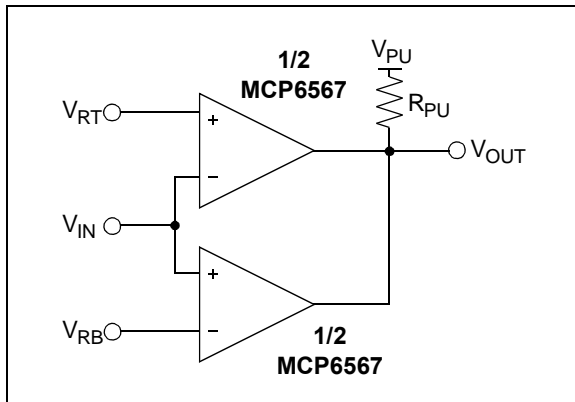 1/2
MCP6567
V_PU
R_PU
V_RT
+
−
V_OUT
V_IN
+
−
V_RB
1/2
MCP6567